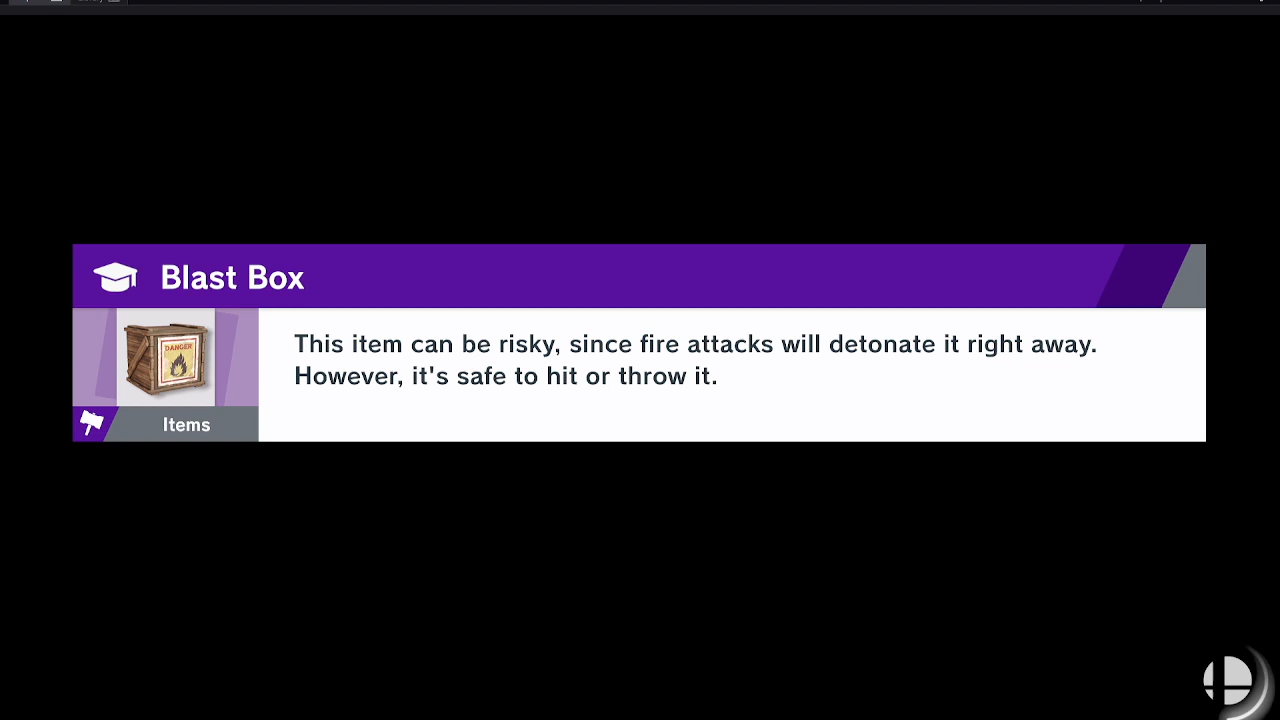 Blast Box
DANGER
This item can be risky, since fire attacks will detonate it right away.
However, it's safe to hit or throw it.
Items